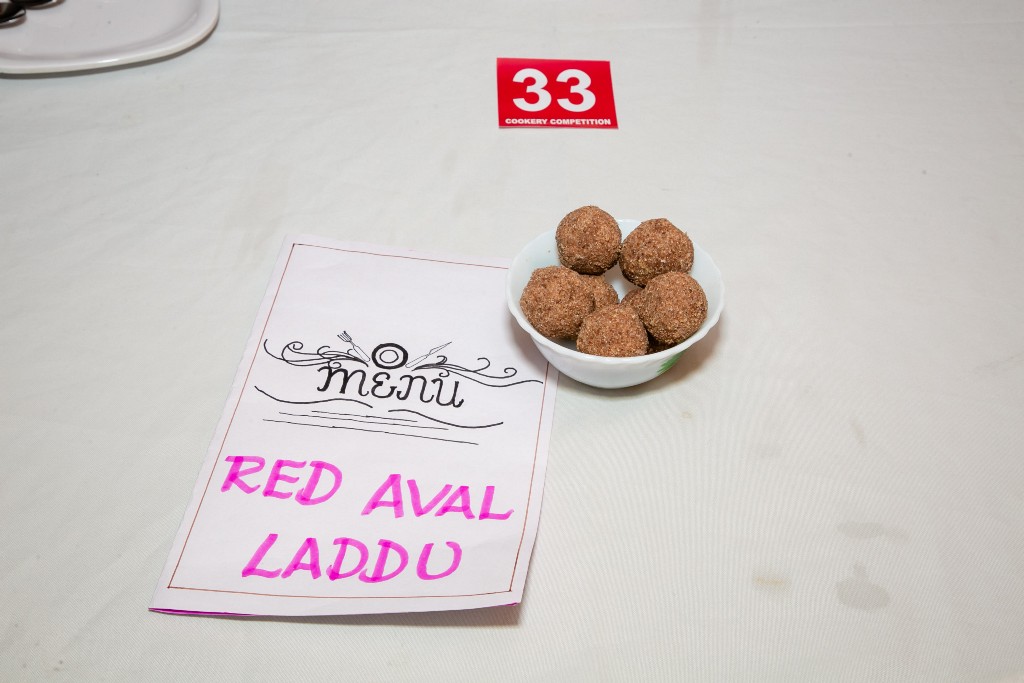 33
COOKERY COMPETITION
menu
RED AVAL
LADDU